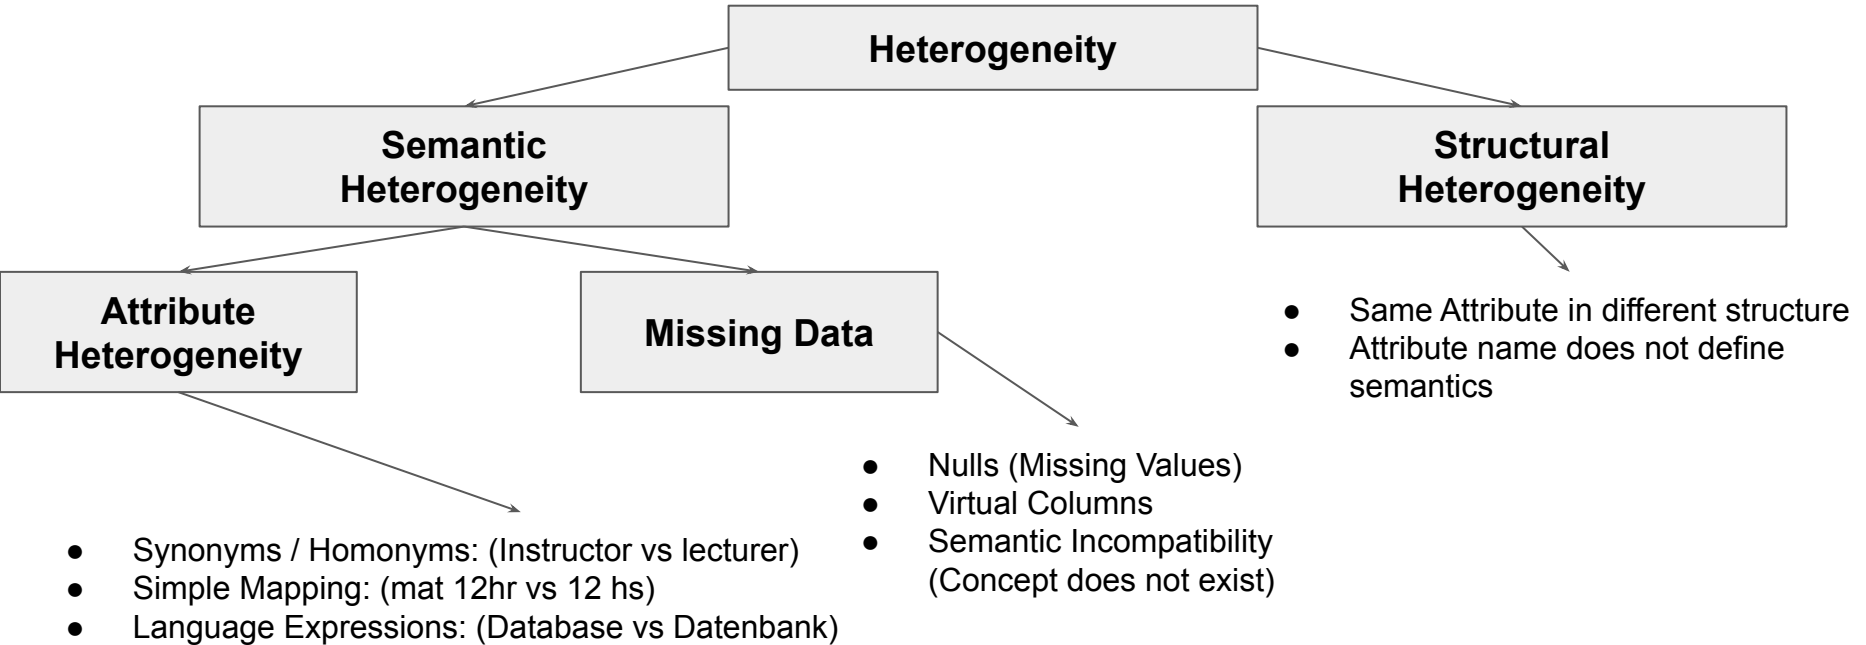 Heterogeneity
Semantic
Heterogeneity
Structural
Heterogeneity
Attribute
Heterogeneity
Missing Data
● Same Attribute in different structure
● Attribute name does not define
semantics
● Nulls (Missing Values)
● Virtual Columns
● Semantic Incompatibility
(Concept does not exist)
● Synonyms / Homonyms: (Instructor vs lecturer)
● Simple Mapping: (mat 12hr vs 12 hs)
● Language Expressions: (Database vs Datenbank)